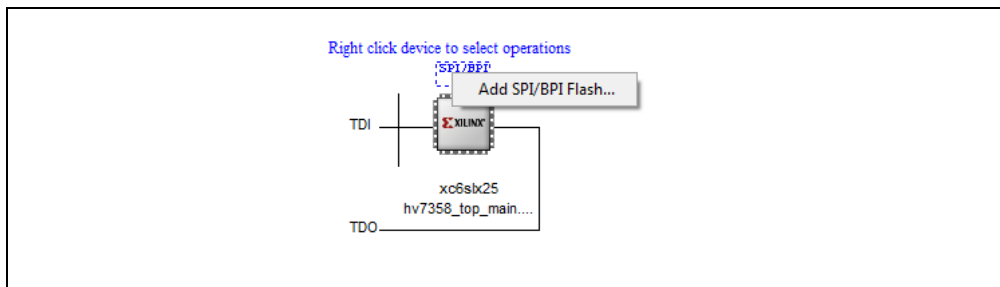 Right click device to select operations
SPI/BPI
Add SPI/BPI Flash...
TDI
XILINX
xc6slx25
hv7358_top_main....
TDO